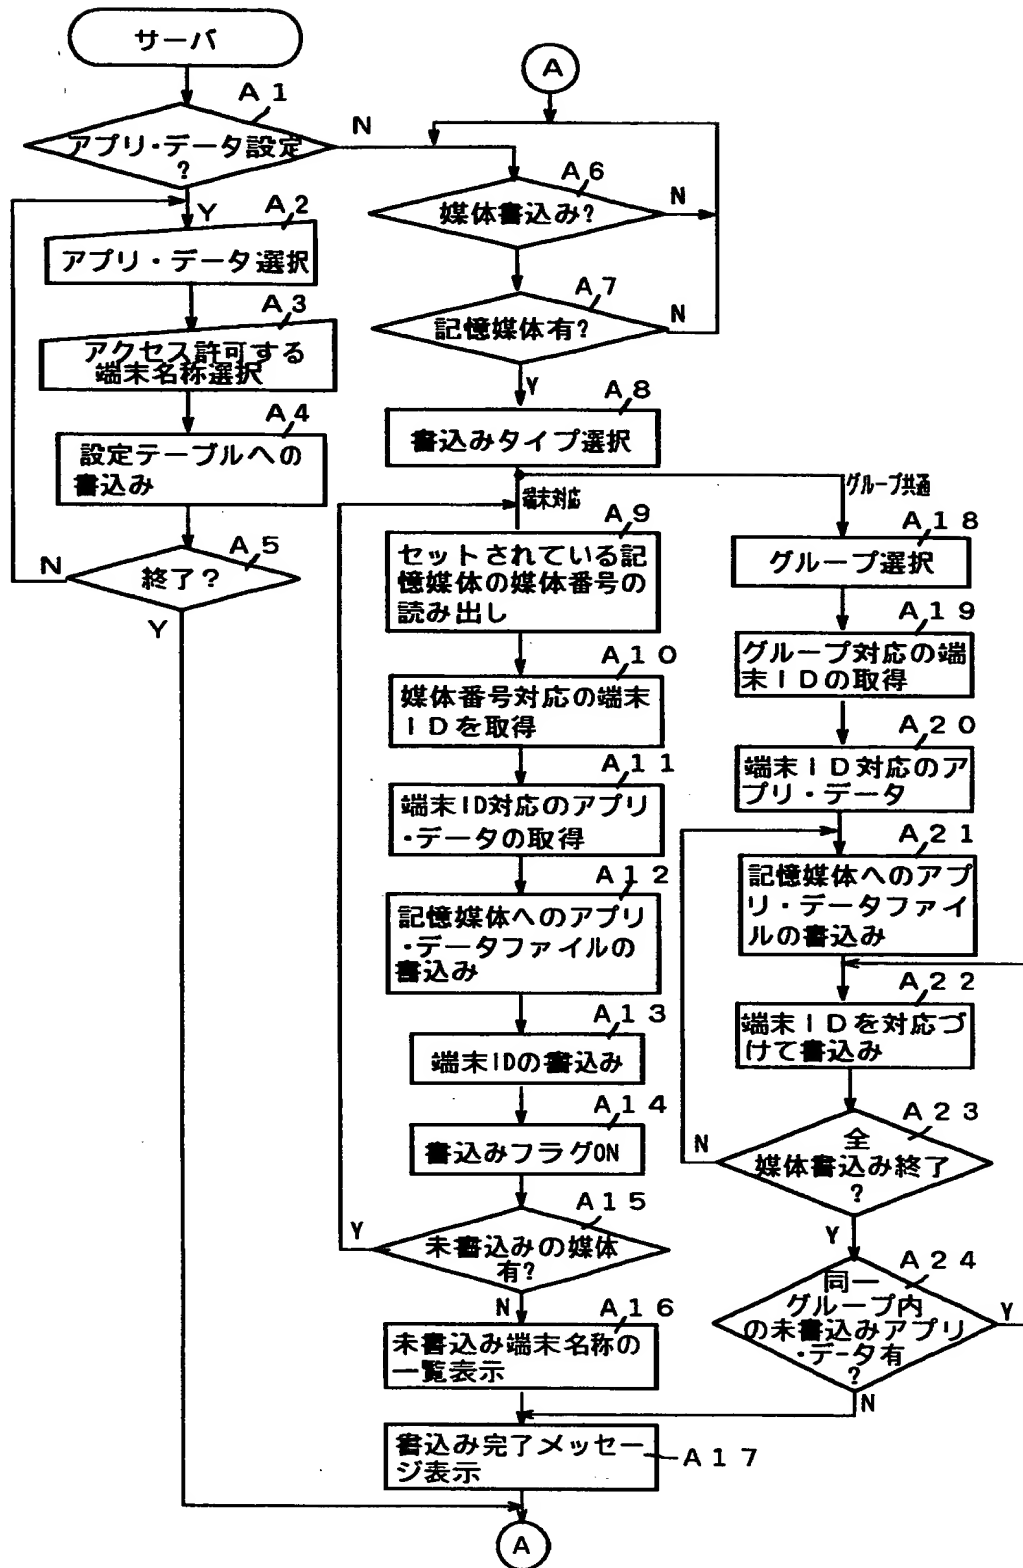 サーバ
A1
アプリ・データ設定
?
N
Y
A2
アプリ・データ選択
A3
アクセス許可する
端末名称選択
A4
設定テーブルへの
書込み
A5
終了?
N
Y
A
A6
媒体書込み?
N
A7
記憶媒体有?
N
Y
A8
書込みタイプ選択
端末対応
グループ共通
A9
セットされている記
憶媒体の媒体番号の
読み出し
A10
媒体番号対応の端末
IDを取得
A11
端末ID対応のアプリ
・データの取得
A12
記憶媒体へのアプリ
・データファイルの
書込み
A13
端末IDの書込み
A14
書込みフラグON
A15
未書込みの媒体
有?
Y
N
A16
未書込み端末名称の
一覧表示
A17
書込み完了メッセー
ジ表示
A
A18
グループ選択
A19
グループ対応の端
末IDの取得
A20
端末ID対応のア
プリ・データ
A21
記憶媒体へのアプ
リ・データファイ
ルの書込み
A22
端末IDを対応づ
けて書込み
A23
全
媒体書込み終了
?
N
Y
A24
同一
グループ内
の未書込みアプリ
・データ有
?
Y
N